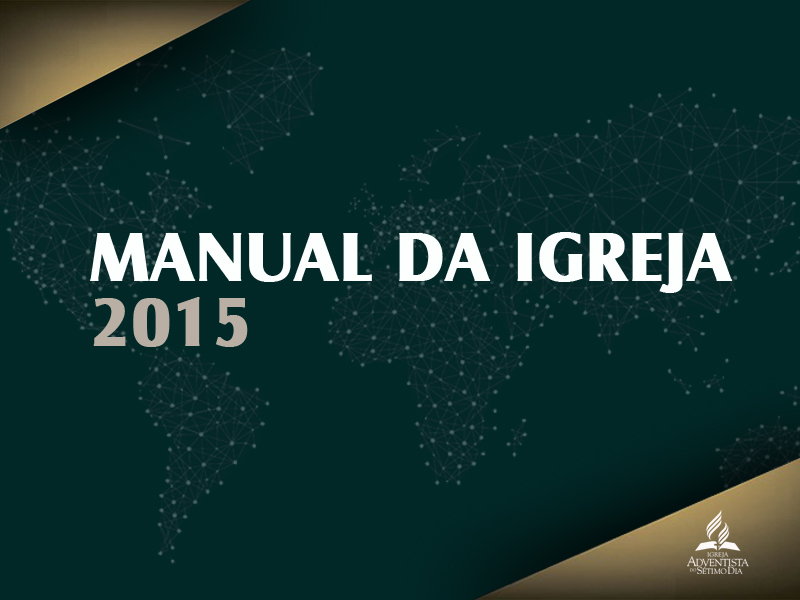 MANUAL DA IGREJA
2015
IGREJA
ADVENTISTA
DO SÉTIMO DIA